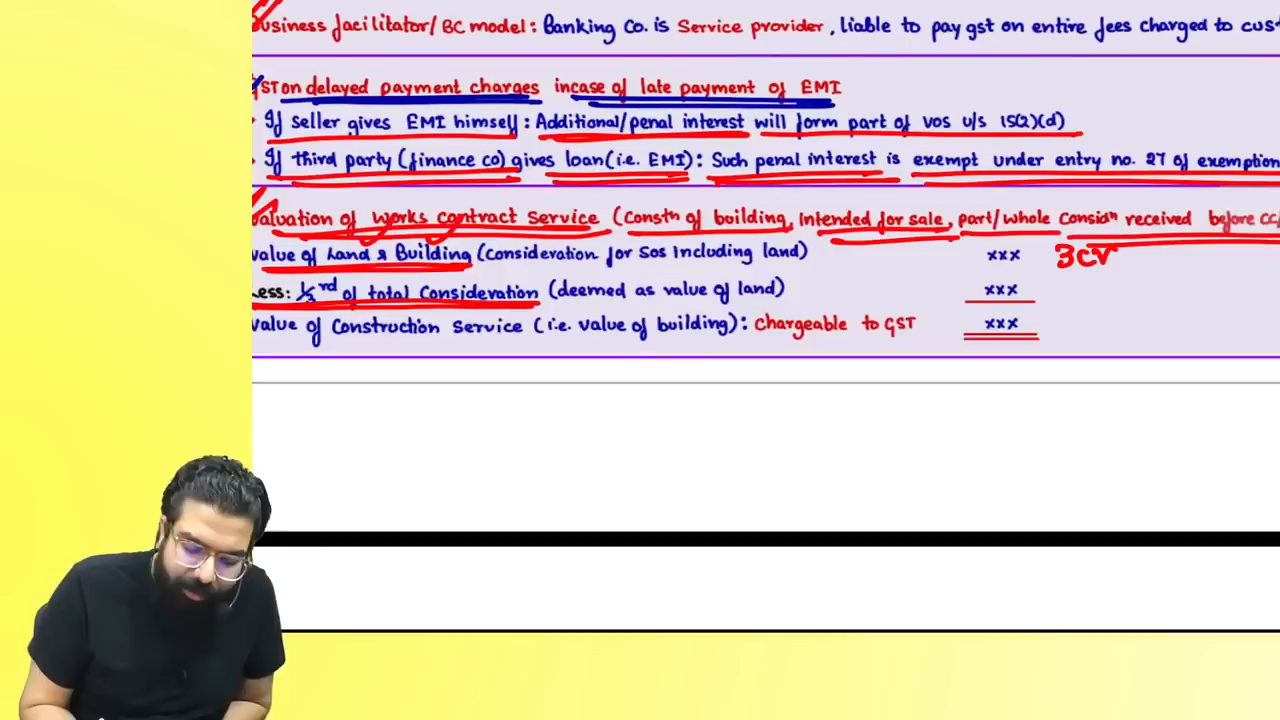 usiness facilitator/ BC model: Banking Co. is Service provider, liable to pay gst on entire fees charged to cus
GST on delayed payment charges incase of late payment of EMI
If seller gives EMI himself: Additional/penal interest will form part of VOS u/s 15(2)(d)
If third party (finance co) gives loan (i.e. EMI): Such penal interest is exempt under entry no. 27 of exemption
aluation of works contract Service (Constn of building, Intended for sale, part/whole Considn received before CC
value of Land & Building (consideration for SOS including land) xxx 3cr
ess: 1/3rd of total Consideration (deemed as value of land) xxx
value of Construction Service (i.e. value of building): Chargeable to GST xxx